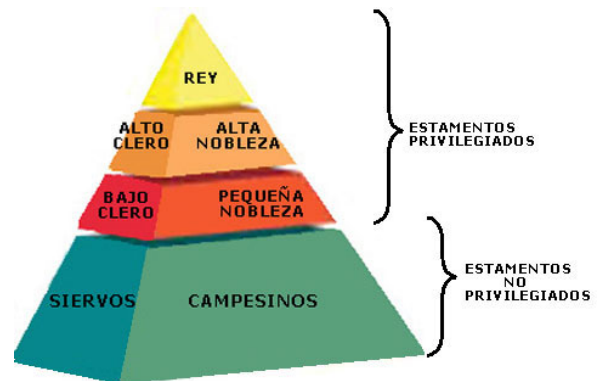 REY
ALTO
CLERO
ALTA
NOBLEZA
ESTAMENTOS
PRIVILEGIADOS
BAJO
CLERO
PEQUEÑA
NOBLEZA
SIERVOS
CAMPESINOS
ESTAMENTOS
NO
PRIVILEGIADOS